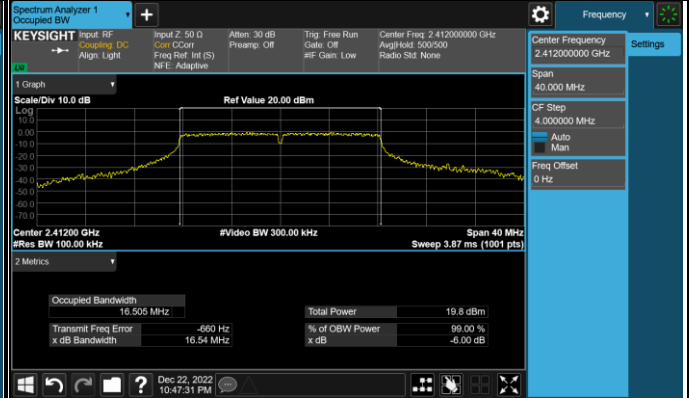 Spectrum Analyzer 1
Occupied BW
+
Frequency
KEYSIGHT
Input: RF
Coupling: DC
Align: Light
Input Z: 50 Ω
Corr CCorr
Freq Ref: Int (S)
NFE: Adaptive
Atten: 30 dB
Preamp: Off
Trig: Free Run
Gate: Off
#IF Gain: Low
Center Freq: 2.412000000 GHz
Avg|Hold: 500/500
Radio Std: None
Center Frequency
2.412000000 GHz
Settings
Span
40.000 MHz
CF Step
4.000000 MHz
Auto
Man
Freq Offset
0 Hz
1 Graph
Scale/Div 10.0 dB
Ref Value 20.00 dBm
Log
10.0
0.00
-10.0
-20.0
-30.0
-40.0
-50.0
-60.0
-70.0
Center 2.41200 GHz
#Video BW 300.00 kHz
Span 40 MHz
#Res BW 100.00 kHz
Sweep 3.87 ms (1001 pts)
2 Metrics
Occupied Bandwidth
16.505 MHz
Total Power 19.8 dBm
Transmit Freq Error -660 Hz
% of OBW Power 99.00 %
x dB Bandwidth 16.54 MHz
x dB -6.00 dB
?
Dec 22, 2022
10:47:31 PM